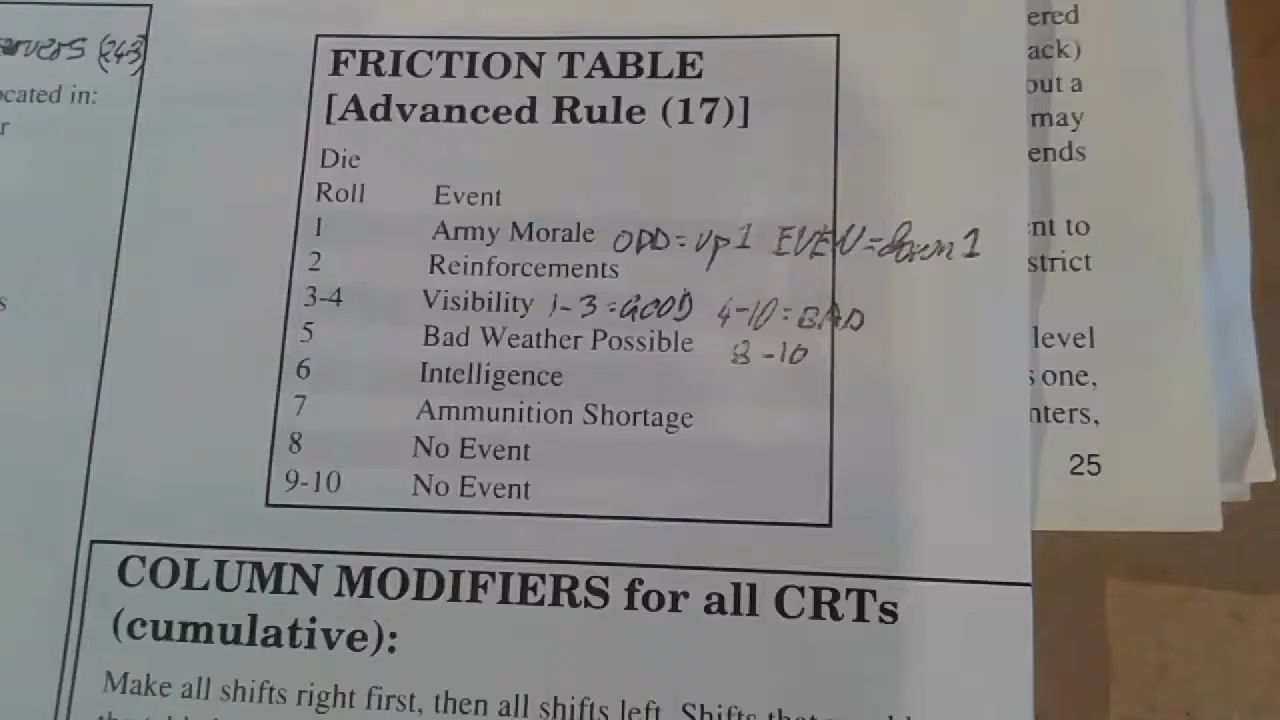 (243)
ocated in:
r
s
FRICTION TABLE
[Advanced Rule (17)]
Die
Roll Event
1 Army Morale ODD = Up 1 EVEN = down 1
2 Reinforcements
3-4 Visibility 1-3 = GOOD 4-10 = BAD
5 Bad Weather Possible 8-10
6 Intelligence
7 Ammunition Shortage
8 No Event
9-10 No Event
COLUMN MODIFIERS for all CRTs
(cumulative):
Make all shifts right first, then all shifts left. Shifts
ered
ack)
out a
may
ends
nt to
strict
level
s one,
nters,
25